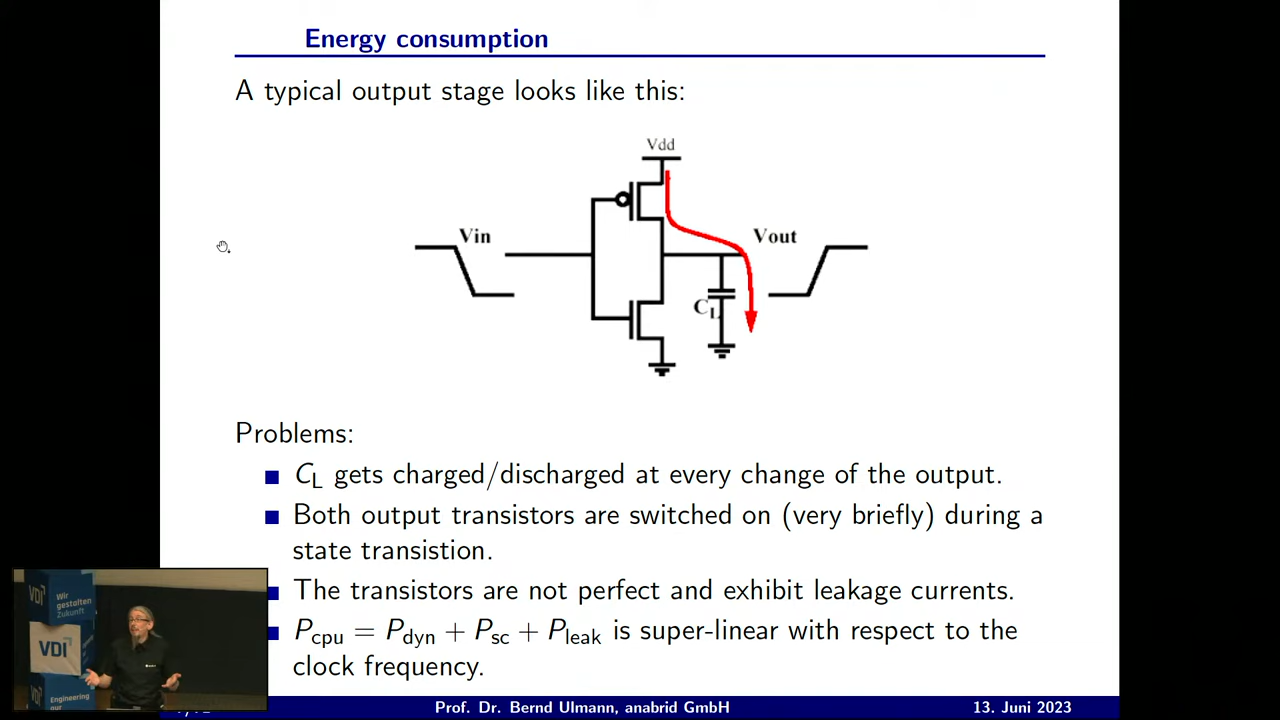 Energy consumption
A typical output stage looks like this:
Vdd
Vin
Vout
CL
Problems:
CL gets charged/discharged at every change of the output.
Both output transistors are switched on (very briefly) during a
state transistion.
The transistors are not perfect and exhibit leakage currents.
Pcpu = Pdyn + Psc + Pleak is super-linear with respect to the
clock frequency.
VDI
Wir
gestalten
Zukunft
VDI
VDI
Engineering
Prof. Dr. Bernd Ulmann, anabrid GmbH
13. Juni 2023